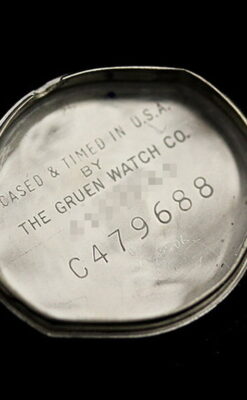 CASED & TIMED IN U.S.A.
BY
THE GRUEN WATCH CO.
C479688